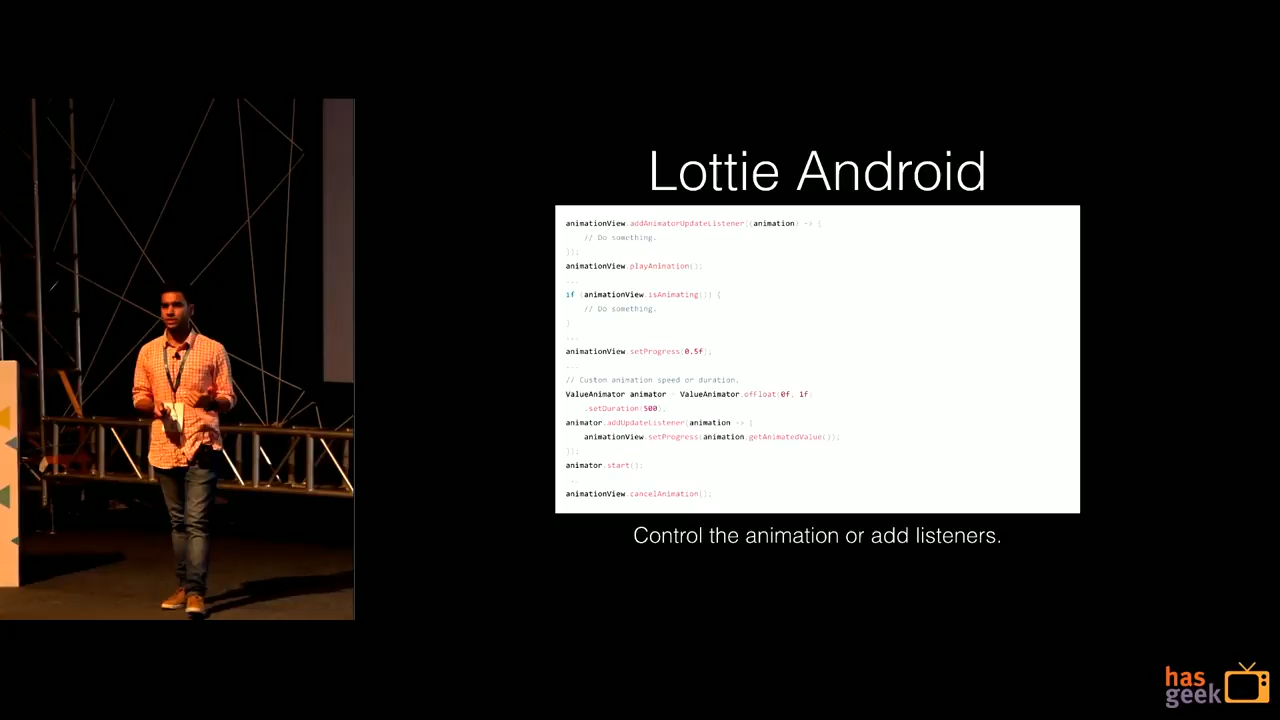 Lottie Android
animationView.addAnimatorUpdateListener((animation) -> {
// Do something.
});
animationView.playAnimation();
...
if (animationView.isAnimating()) {
// Do something.
}
...
animationView.setProgress(0.5f);
...
// Custom animation speed or duration.
ValueAnimator animator = ValueAnimator.ofFloat(0f, 1f)
.setDuration(500);
animator.addUpdateListener(animation -> {
animationView.setProgress(animation.getAnimatedValue());
});
animator.start();
...
animationView.cancelAnimation();
Control the animation or add listeners.
has
geek